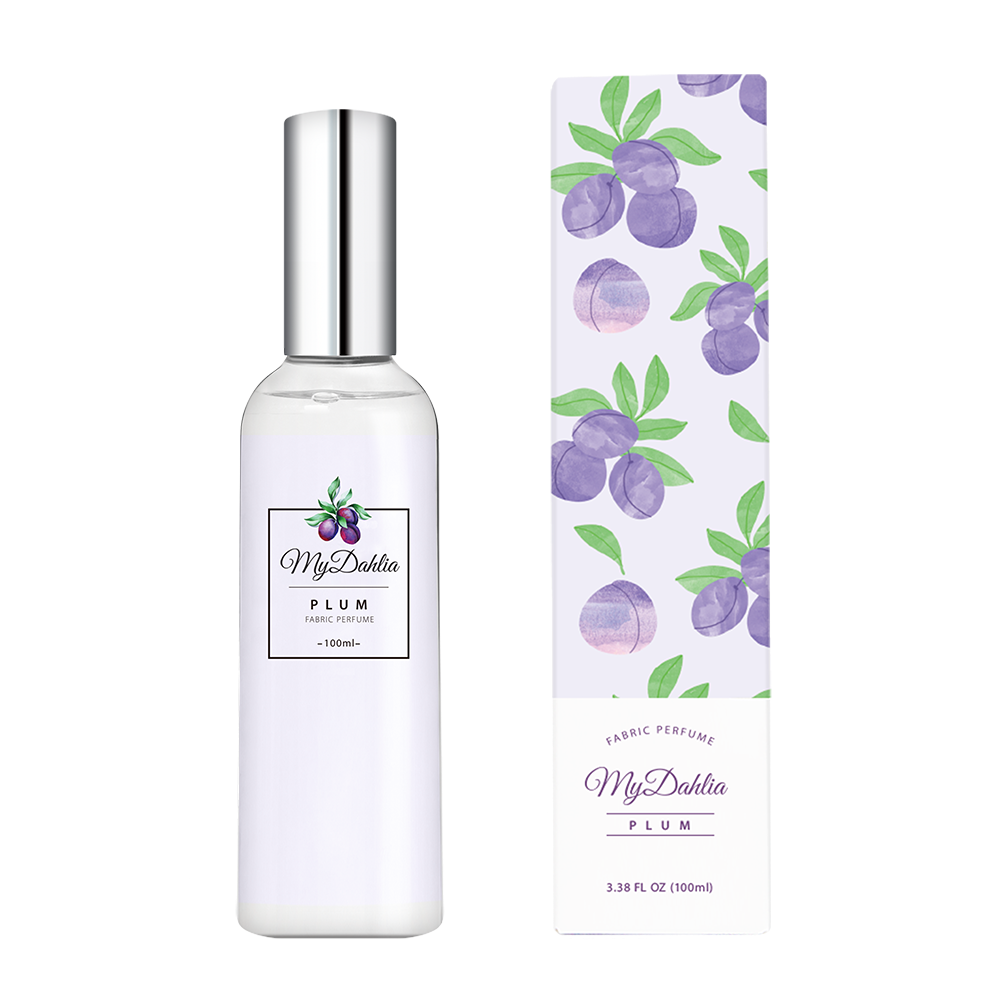 MyDahlia
PLUM
FABRIC PERFUME
–100ml–
FABRIC PERFUME
MyDahlia
PLUM
3.38 FL OZ (100ml)